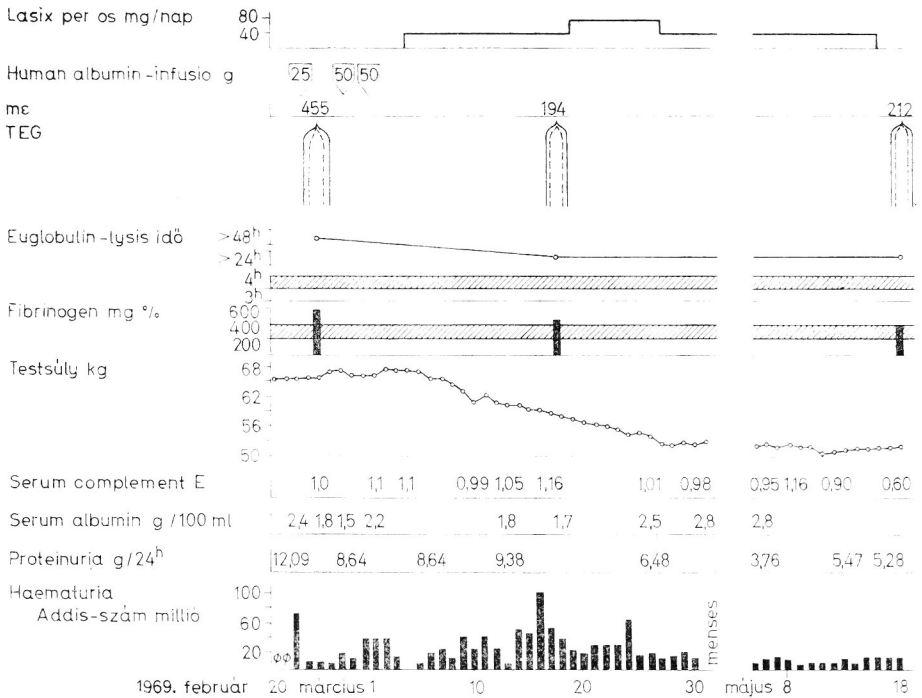 Lasix per os mg/nap 80
40
Human albumin-infusio g 25 50 50
mε 455 194 212
TEG
Euglobulin-lysis idő >48h
>24h
4h
3h
Fibrinogen mg % 600
400
200
Testsúly kg 68
62
56
50
Serum complement E 1,0 1,1 1,1 0,99 1,05 1,16 1,01 0,98 0,95 1,16 0,90 0,60
Serum albumin g/100 ml 2,4 1,8 1,5 2,2 1,8 1,7 2,5 2,8 2,8
Proteinuria g/24h 12,09 8,64 8,64 9,38 6,48 3,76 5,47 5,28
Haematuria 100
Addis-szám millió 60
20 φφ
menses
1969. február 20 március 1 10 20 30 május 8 18